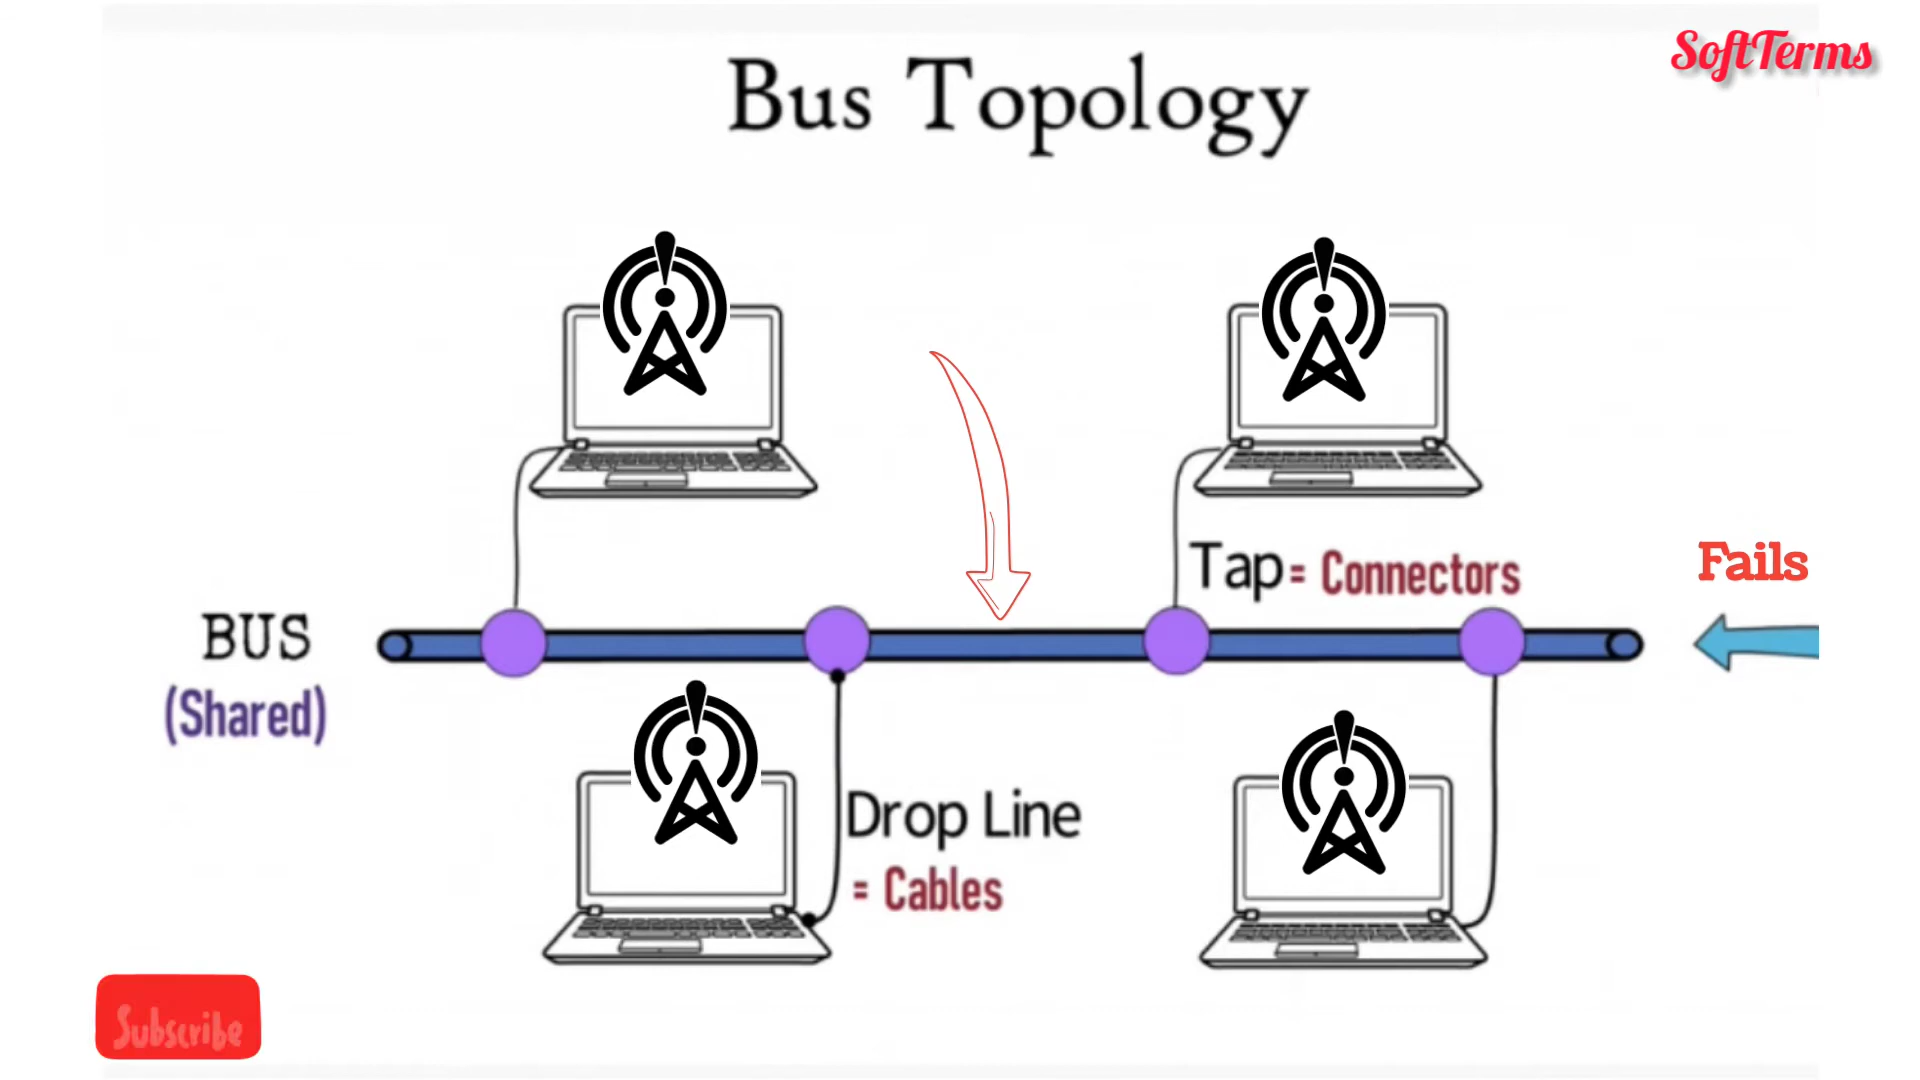 SoftTerms
Bus Topology
Tap = Connectors
Fails
BUS
(Shared)
Drop Line
= Cables
Subscribe